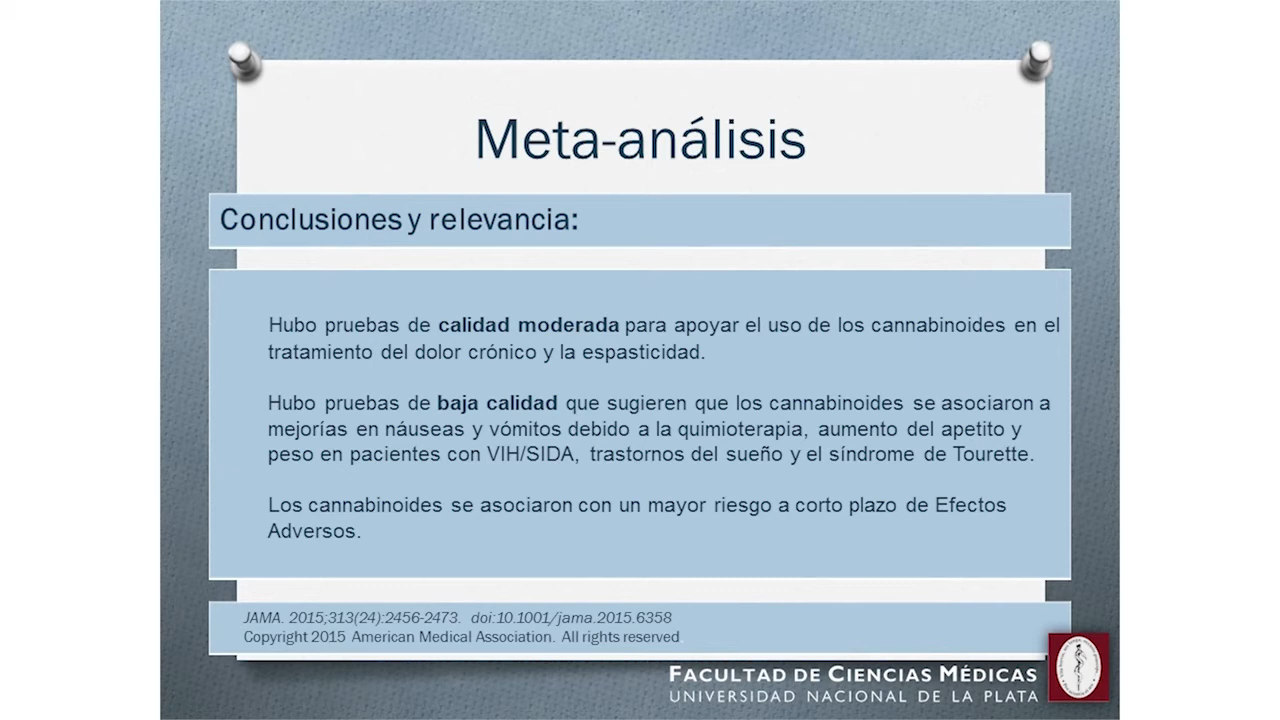 Meta-análisis
Conclusiones y relevancia:
Hubo pruebas de calidad moderada para apoyar el uso de los cannabinoides en el
tratamiento del dolor crónico y la espasticidad.
Hubo pruebas de baja calidad que sugieren que los cannabinoides se asociaron a
mejorías en náuseas y vómitos debido a la quimioterapia, aumento del apetito y
peso en pacientes con VIH/SIDA, trastornos del sueño y el síndrome de Tourette.
Los cannabinoides se asociaron con un mayor riesgo a corto plazo de Efectos
Adversos.
JAMA. 2015;313(24):2456-2473. doi:10.1001/jama.2015.6358
Copyright 2015 American Medical Association. All rights reserved
FACULTAD DE CIENCIAS MÉDICAS
UNIVERSIDAD NACIONAL DE LA PLATA